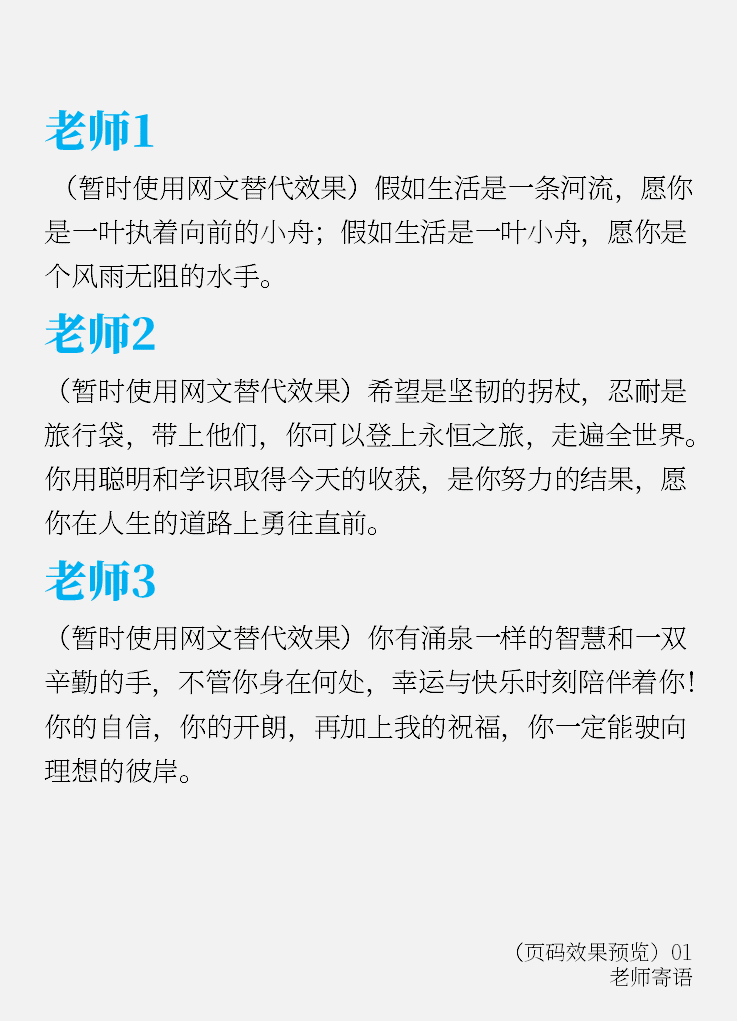 老师1
（暂时使用网文替代效果）假如生活是一条河流，愿你
是一叶执着向前的小舟；假如生活是一叶小舟，愿你是
个风雨无阻的水手。
老师2
（暂时使用网文替代效果）希望是坚韧的拐杖，忍耐是
旅行袋，带上他们，你可以登上永恒之旅，走遍全世界。
你用聪明和学识取得今天的收获，是你努力的结果，愿
你在人生的道路上勇往直前。
老师3
（暂时使用网文替代效果）你有涌泉一样的智慧和一双
辛勤的手，不管你身在何处，幸运与快乐时刻陪伴着你！
你的自信，你的开朗，再加上我的祝福，你一定能驶向
理想的彼岸。
（页码效果预览）01
老师寄语